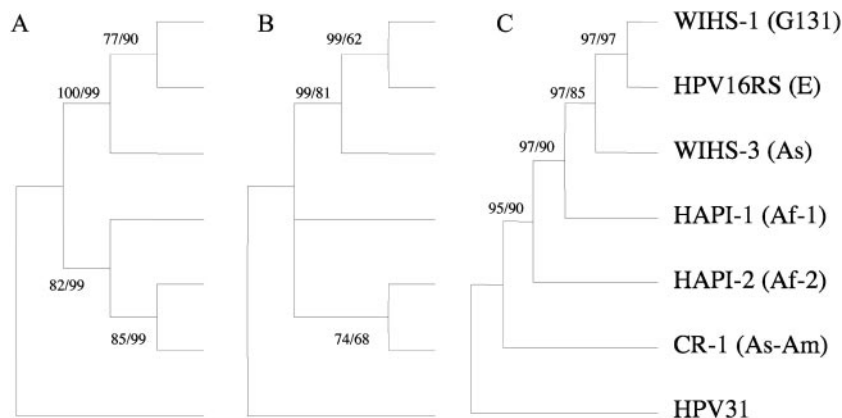 A
B
C
77/90
100/99
82/99
85/99
99/62
99/81
74/68
97/97
97/85
97/90
95/90
WIHS-1 (G131)
HPV16RS (E)
WIHS-3 (As)
HAPI-1 (Af-1)
HAPI-2 (Af-2)
CR-1 (As-Am)
HPV31